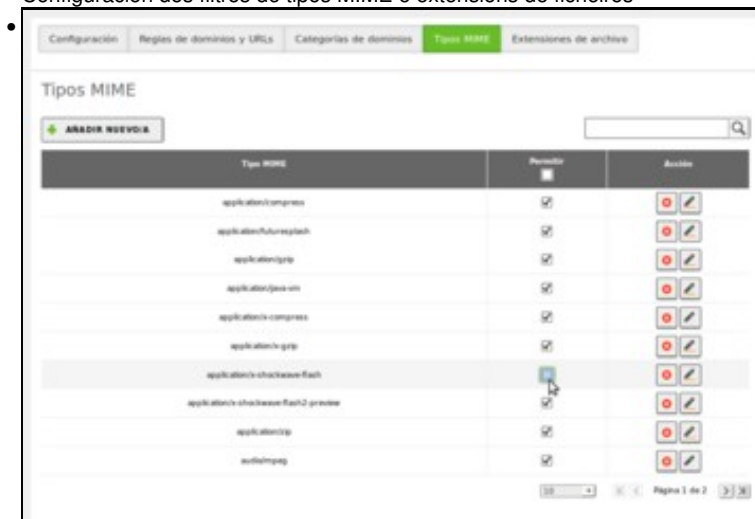 Configuración dos filtros de tipos MIME e extensións de ficheiros
Configuración Reglas de dominios y URLs Categorías de dominios Tipos MIME Extensiones de archivo
Tipos MIME
AÑADIR NUEVO/A
Tipo MIME Permitir Acción
application/compress
application/futuresplash
application/gzip
application/java-vm
application/x-compress
application/x-gzip
application/x-shockwave-flash
application/x-shockwave-flash2-preview
application/zip
audio/mpeg
10 Página 1 de 2